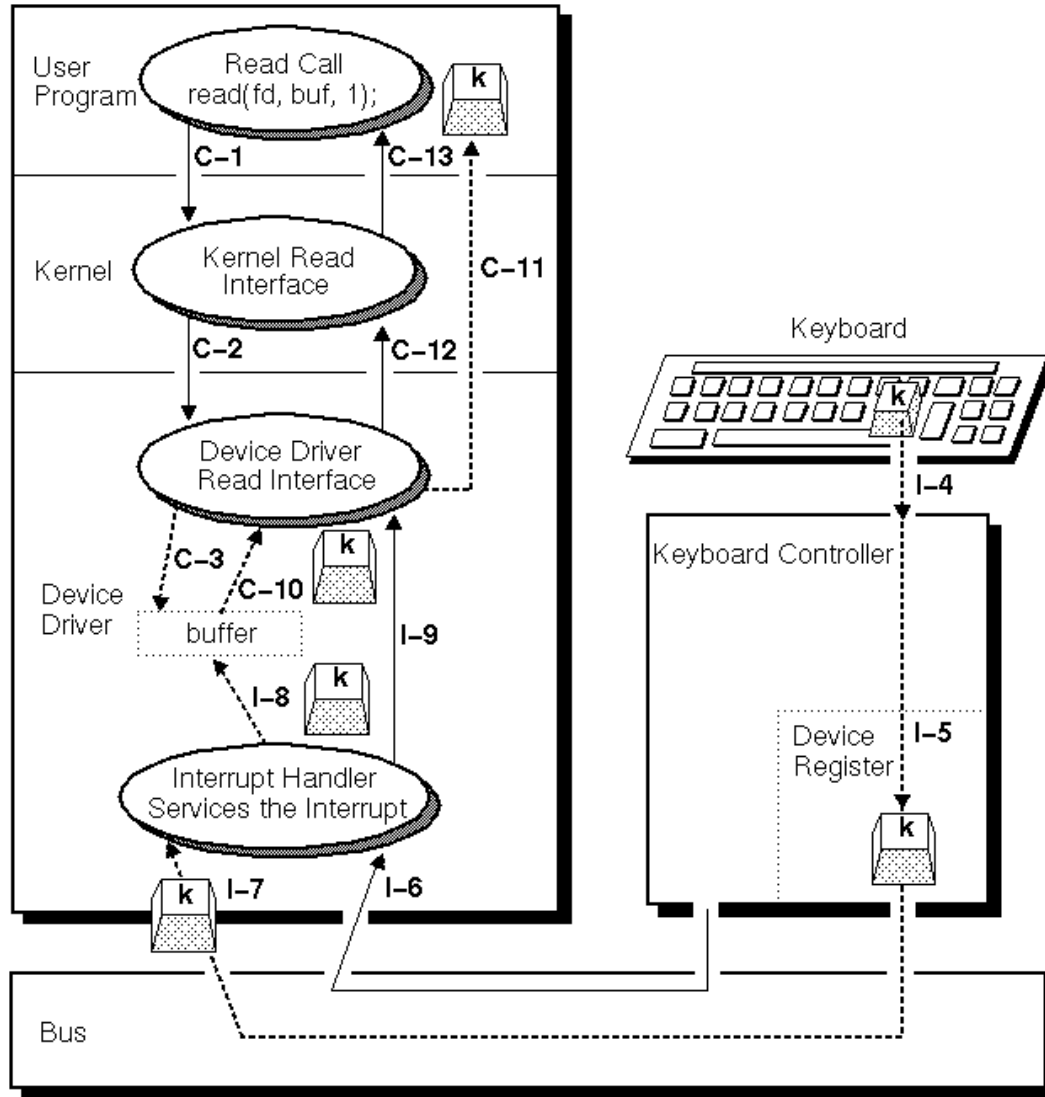 User
Program
Read Call
read(fd, buf, 1);
k
C-1
C-13
Kernel
Kernel Read
Interface
C-11
C-2
C-12
Keyboard
k
Device Driver
Read Interface
I-4
C-3
C-10
k
Keyboard Controller
Device
Driver
buffer
I-9
I-8
k
Device
Register
I-5
Interrupt Handler
Services the Interrupt
k
k
I-7
I-6
Bus